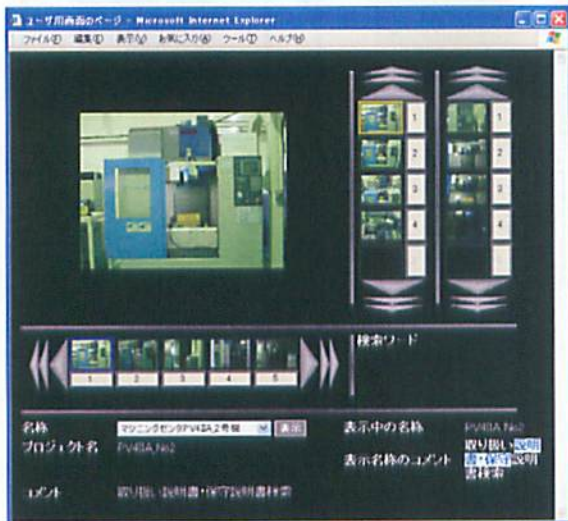 ユーザ用画面のページ - Microsoft Internet Explorer
ファイル(F) 編集(E) 表示(V) お気に入り(A) ツール(T) ヘルプ(H)
1 1
2 2
3 3
4 4
1 2 3 4 5
検索ワード
名称 マシニングセンタPV4ⅡA,2号機 表示
表示中の名称 PV4ⅡA,No2
プロジェクト名 PV4ⅡA,No2
表示名称のコメント 取り扱い説明
書・保守説明
書検索
コメント 取り扱い説明書・保守説明書検索